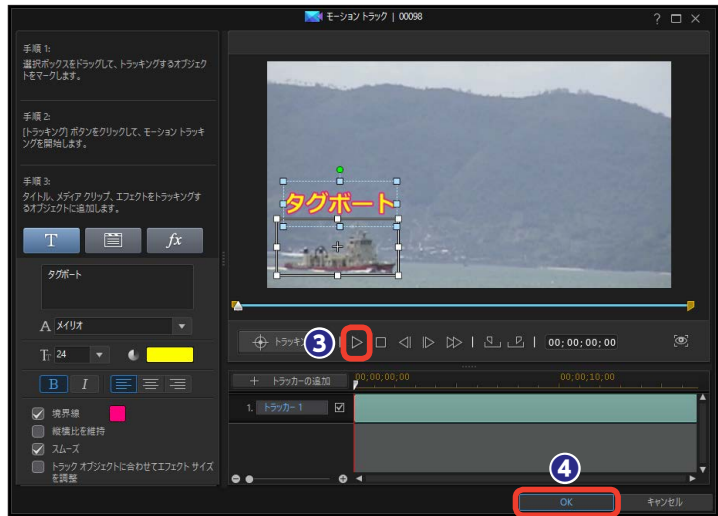 モーション トラック | 00098
?
手順 1:
選択ボックスをドラッグして、トラッキングするオブジェク
トをマークします。
手順 2:
[トラッキング] ボタンをクリックして、モーション トラッキ
ングを開始します。
手順 3:
タイトル、メディア クリップ、エフェクトをトラッキングす
るオブジェクトに追加します。
T
fx
タグボート
A メイリオ
24
B I
境界線
縦横比を維持
スムーズ
トラック オブジェクトに合わせてエフェクト サイズ
を調整
タグボート
トラッキン
3
00;00;00;00
+ トラッカーの追加
00;00;00;00
00;00;10;00
1. トラッカー 1
4
OK
キャンセル